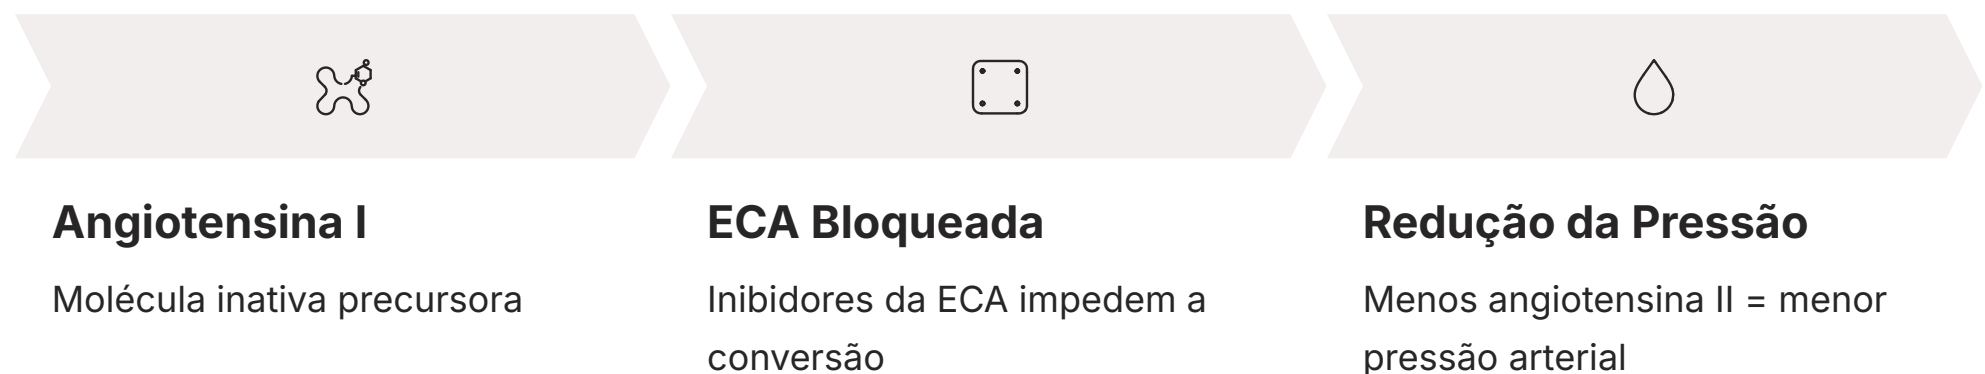 Angiotensina I
Molécula inativa precursora
ECA Bloqueada
Inibidores da ECA impedem a
conversão
Redução da Pressão
Menos angiotensina II = menor
pressão arterial